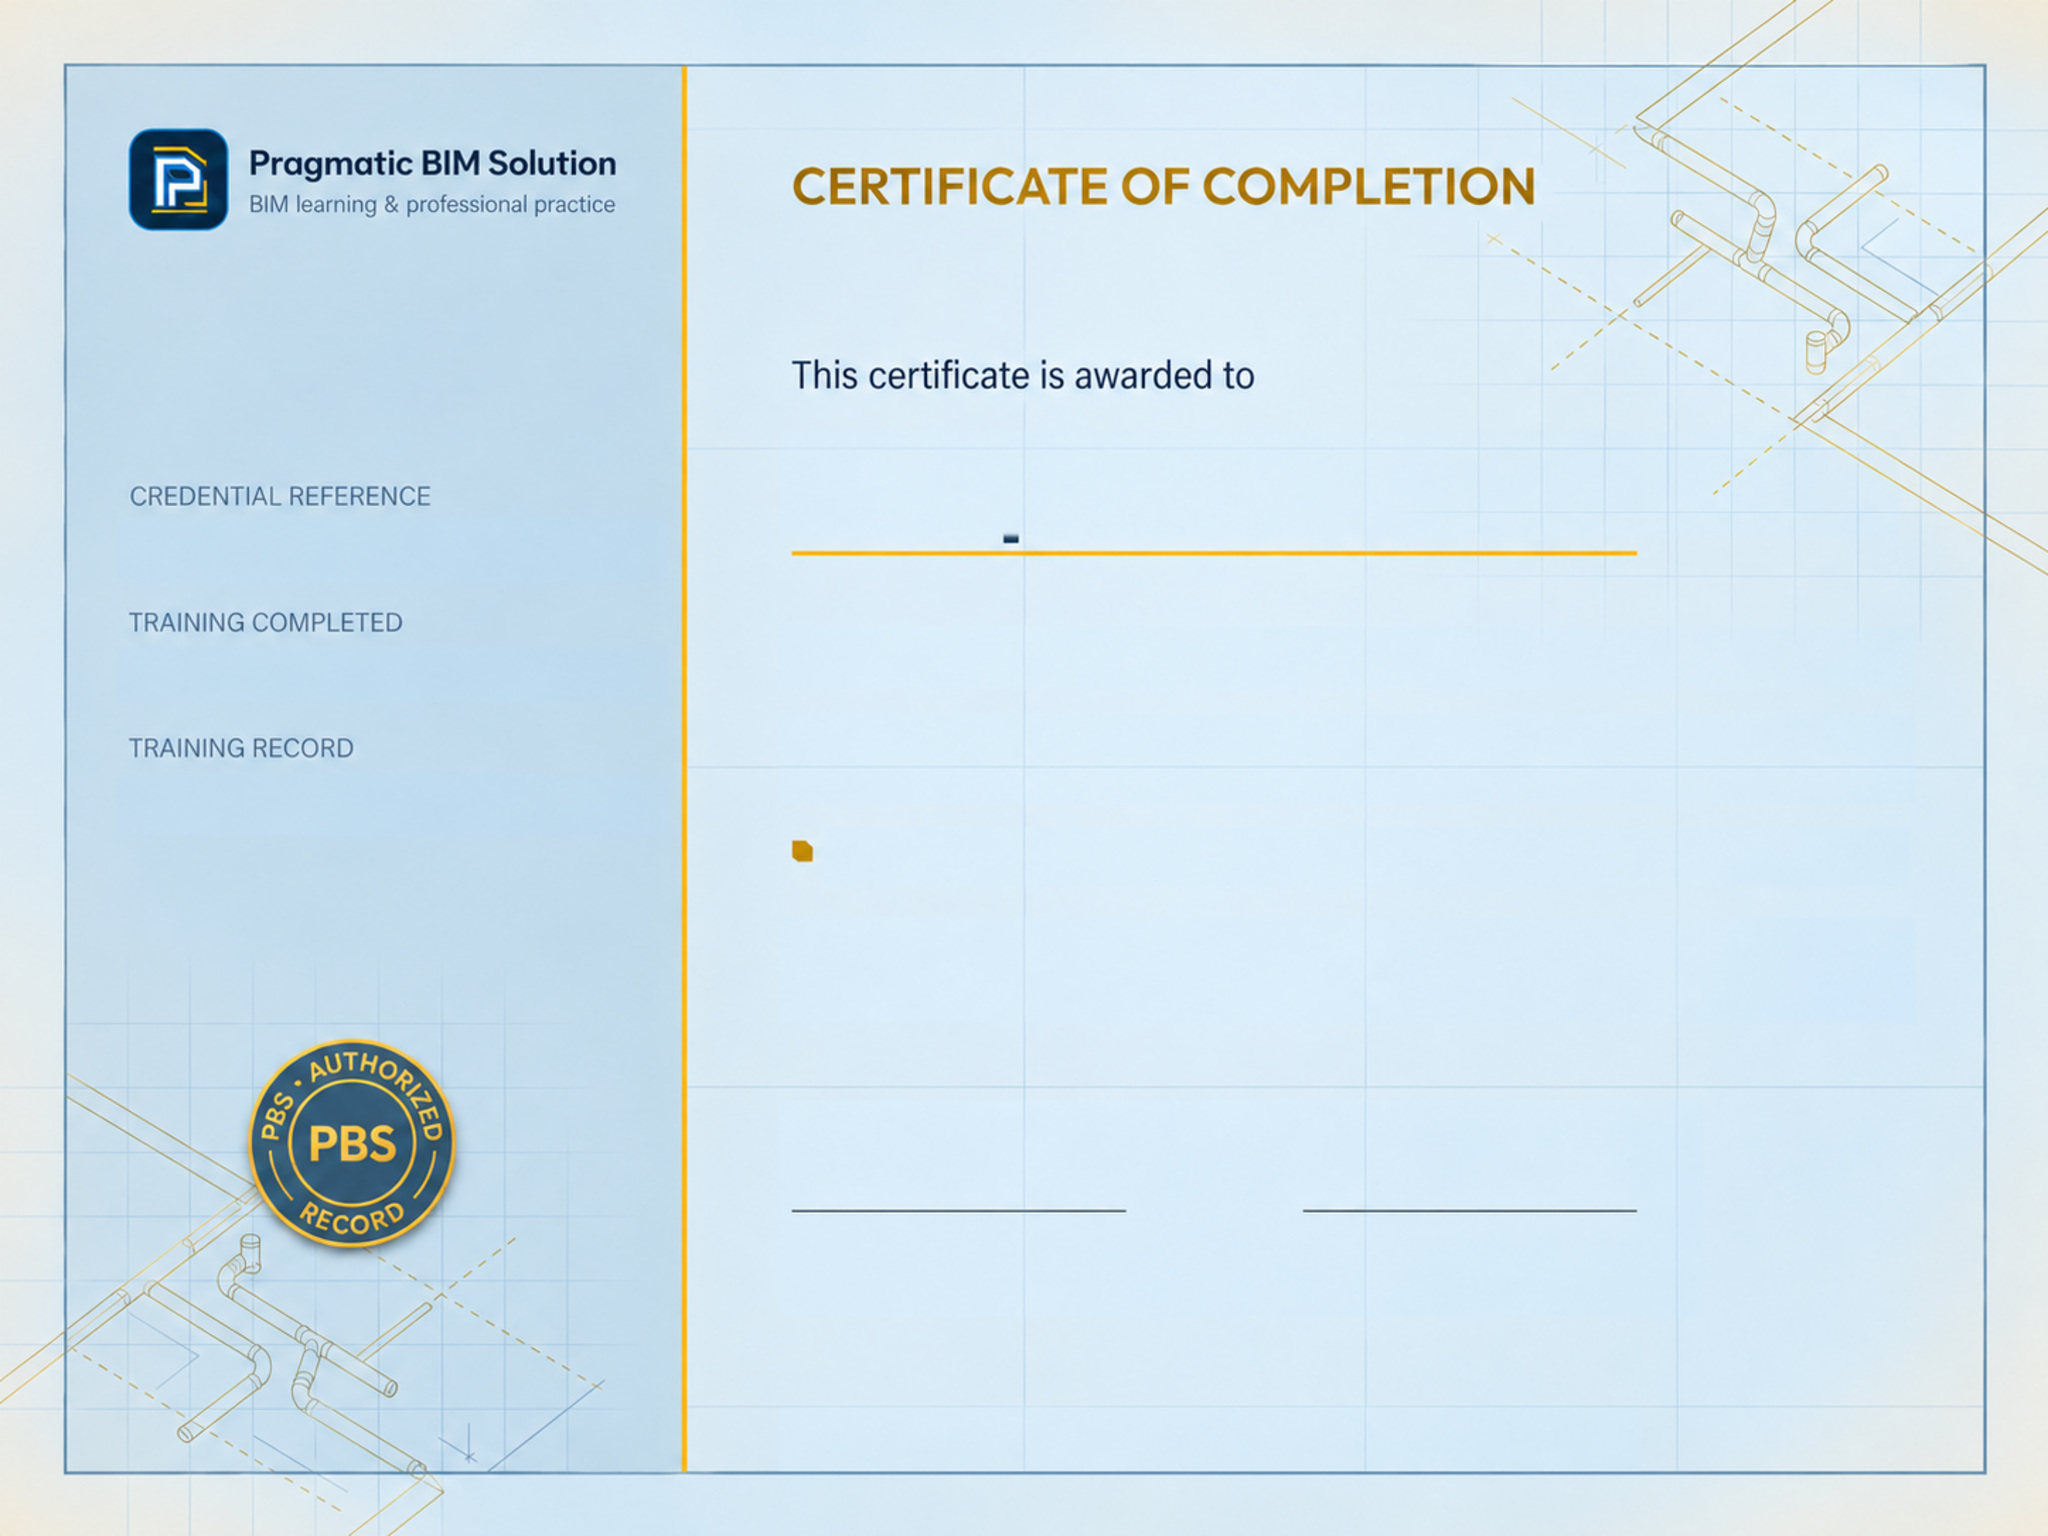 Pragmatic BIM Solution
BIM learning & professional practice
CREDENTIAL REFERENCE
TRAINING COMPLETED
TRAINING RECORD
PBS • AUTHORIZED
PBS
RECORD
CERTIFICATE OF COMPLETION
This certificate is awarded to